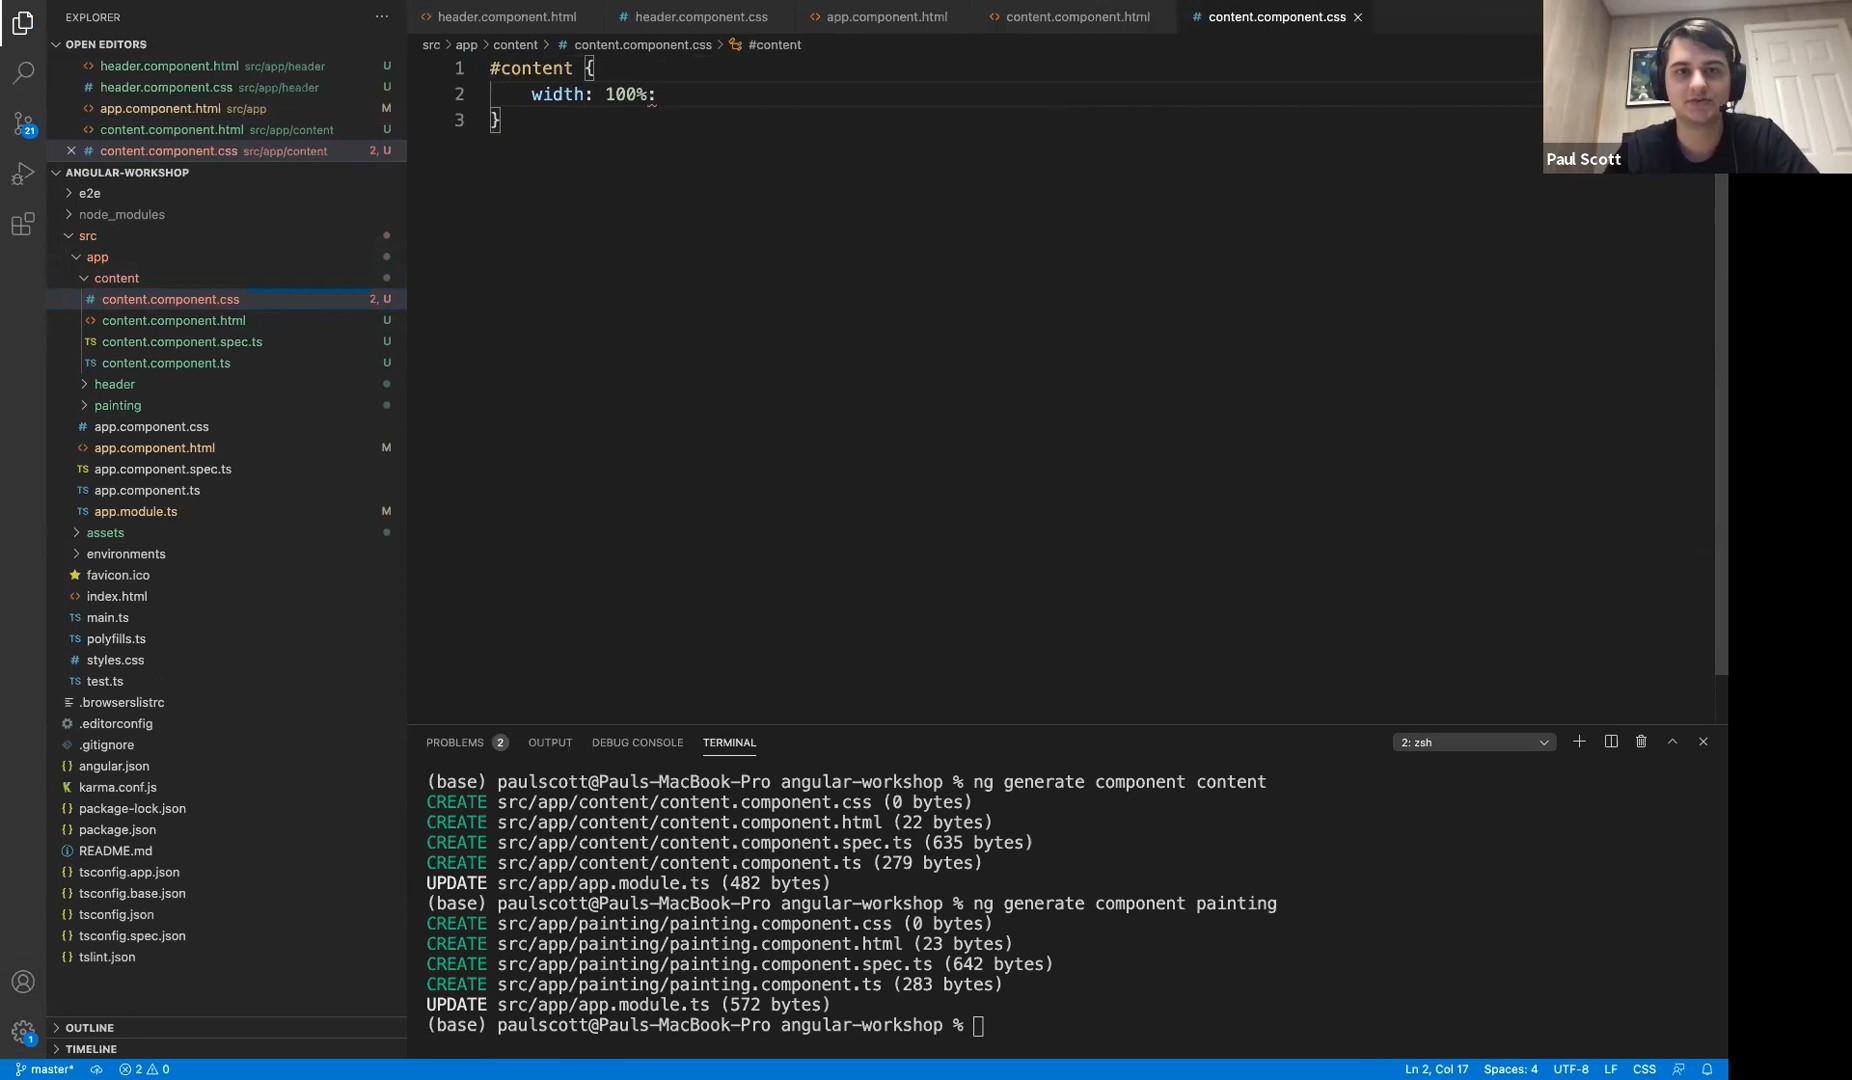 EXPLORER
OPEN EDITORS
header.component.html src/app/header U
header.component.css src/app/header U
app.component.html src/app M
content.component.html src/app/content U
content.component.css src/app/content 2, U
ANGULAR-WORKSHOP
e2e
node_modules
src
app
content
content.component.css 2, U
content.component.html U
content.component.spec.ts U
content.component.ts U
header
painting
app.component.css
app.component.html M
app.component.spec.ts
app.component.ts
app.module.ts M
assets
environments
favicon.ico
index.html
main.ts
polyfills.ts
styles.css
test.ts
.browserslistrc
.editorconfig
.gitignore
angular.json
karma.conf.js
package-lock.json
package.json
README.md
tsconfig.app.json
tsconfig.base.json
tsconfig.json
tsconfig.spec.json
tslint.json
OUTLINE
TIMELINE
21
1
header.component.html header.component.css app.component.html content.component.html content.component.css
src > app > content > # content.component.css > #content
1 #content {
2 width: 100%:
3 }
Paul Scott
PROBLEMS 2 OUTPUT DEBUG CONSOLE TERMINAL 2: zsh
(base) paulscott@Pauls-MacBook-Pro angular-workshop % ng generate component content
CREATE src/app/content/content.component.css (0 bytes)
CREATE src/app/content/content.component.html (22 bytes)
CREATE src/app/content/content.component.spec.ts (635 bytes)
CREATE src/app/content/content.component.ts (279 bytes)
UPDATE src/app/app.module.ts (482 bytes)
(base) paulscott@Pauls-MacBook-Pro angular-workshop % ng generate component painting
CREATE src/app/painting/painting.component.css (0 bytes)
CREATE src/app/painting/painting.component.html (23 bytes)
CREATE src/app/painting/painting.component.spec.ts (642 bytes)
CREATE src/app/painting/painting.component.ts (283 bytes)
UPDATE src/app/app.module.ts (572 bytes)
(base) paulscott@Pauls-MacBook-Pro angular-workshop %
master* 2 0 Ln 2, Col 17 Spaces: 4 UTF-8 LF CSS